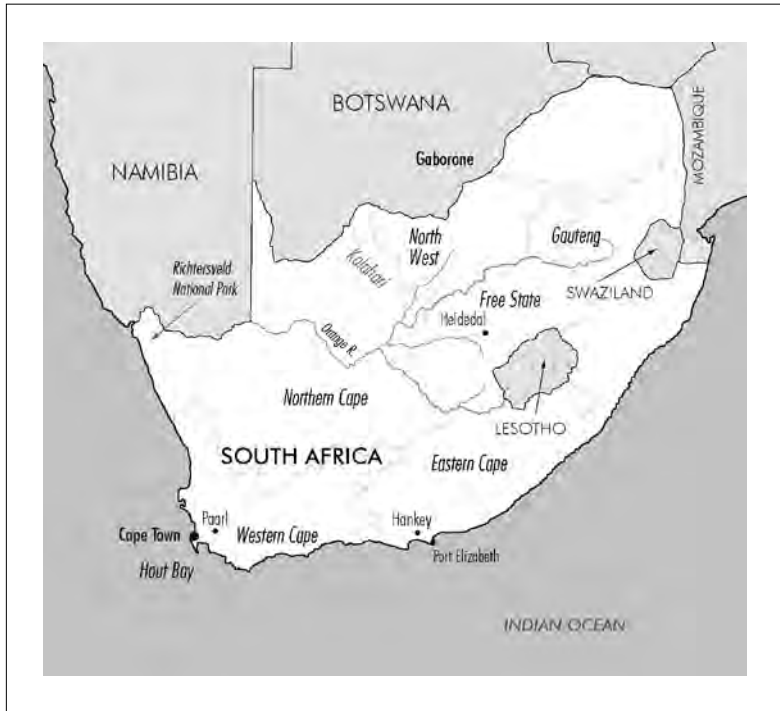 BOTSWANA
MOZAMBIQUE
Gaborone
NAMIBIA
North
West
Gauteng
Kalahari
Richtersveld
National Park
SWAZILAND
Free State
Heidedal
Orange R.
Northern Cape
LESOTHO
SOUTH AFRICA
Eastern Cape
Paarl
Hankey
Cape Town
Western Cape
Port Elizabeth
Hout Bay
INDIAN OCEAN